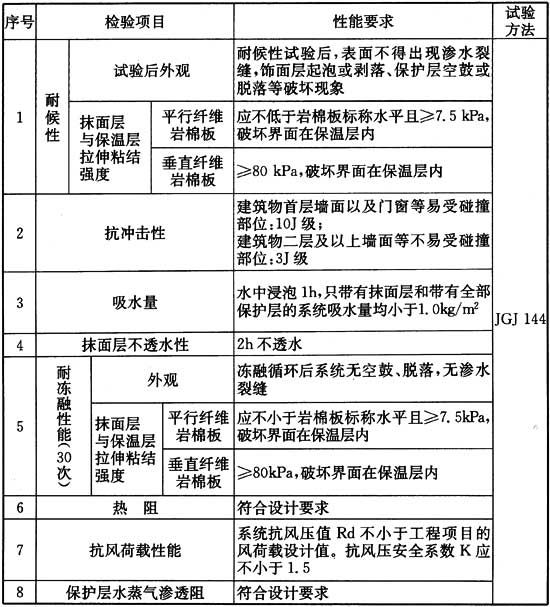 序号 检验项目 性能要求 试验
方法
1
耐候性
试验后外观
耐候性试验后,表面不得出现渗水裂
缝,饰面层起泡或剥落、保护层空鼓或
脱落等破坏现象
抹面层
与保温层
拉伸粘结
强度
平行纤维
岩棉板
应不低于岩棉板标称水平且≥7.5 kPa,
破坏界面在保温层内
垂直纤维
岩棉板
≥80 kPa,破坏界面在保温层内
2
抗冲击性
建筑物首层墙面以及门窗等易受碰撞
部位:10J级;
建筑物二层及以上墙面等不易受碰撞
部位:3J级
3
吸水量
水中浸泡1h,只带有抹面层和带有全部
保护层的系统吸水量均小于1.0kg/m²
JGJ 144
4 抹面层不透水性 2h不透水
5
耐冻融性能(30次)
外观
冻融循环后系统无空鼓、脱落,无渗水
裂缝
抹面层
与保温层
拉伸粘结
强度
平行纤维
岩棉板
应不小于岩棉板标称水平且≥7.5kPa,
破坏界面在保温层内
垂直纤维
岩棉板
≥80kPa,破坏界面在保温层内
6 热 阻 符合设计要求
7
抗风荷载性能
系统抗风压值Rd不小于工程项目的
风荷载设计值。抗风压安全系数K应
不小于1.5
8 保护层水蒸气渗透阻 符合设计要求